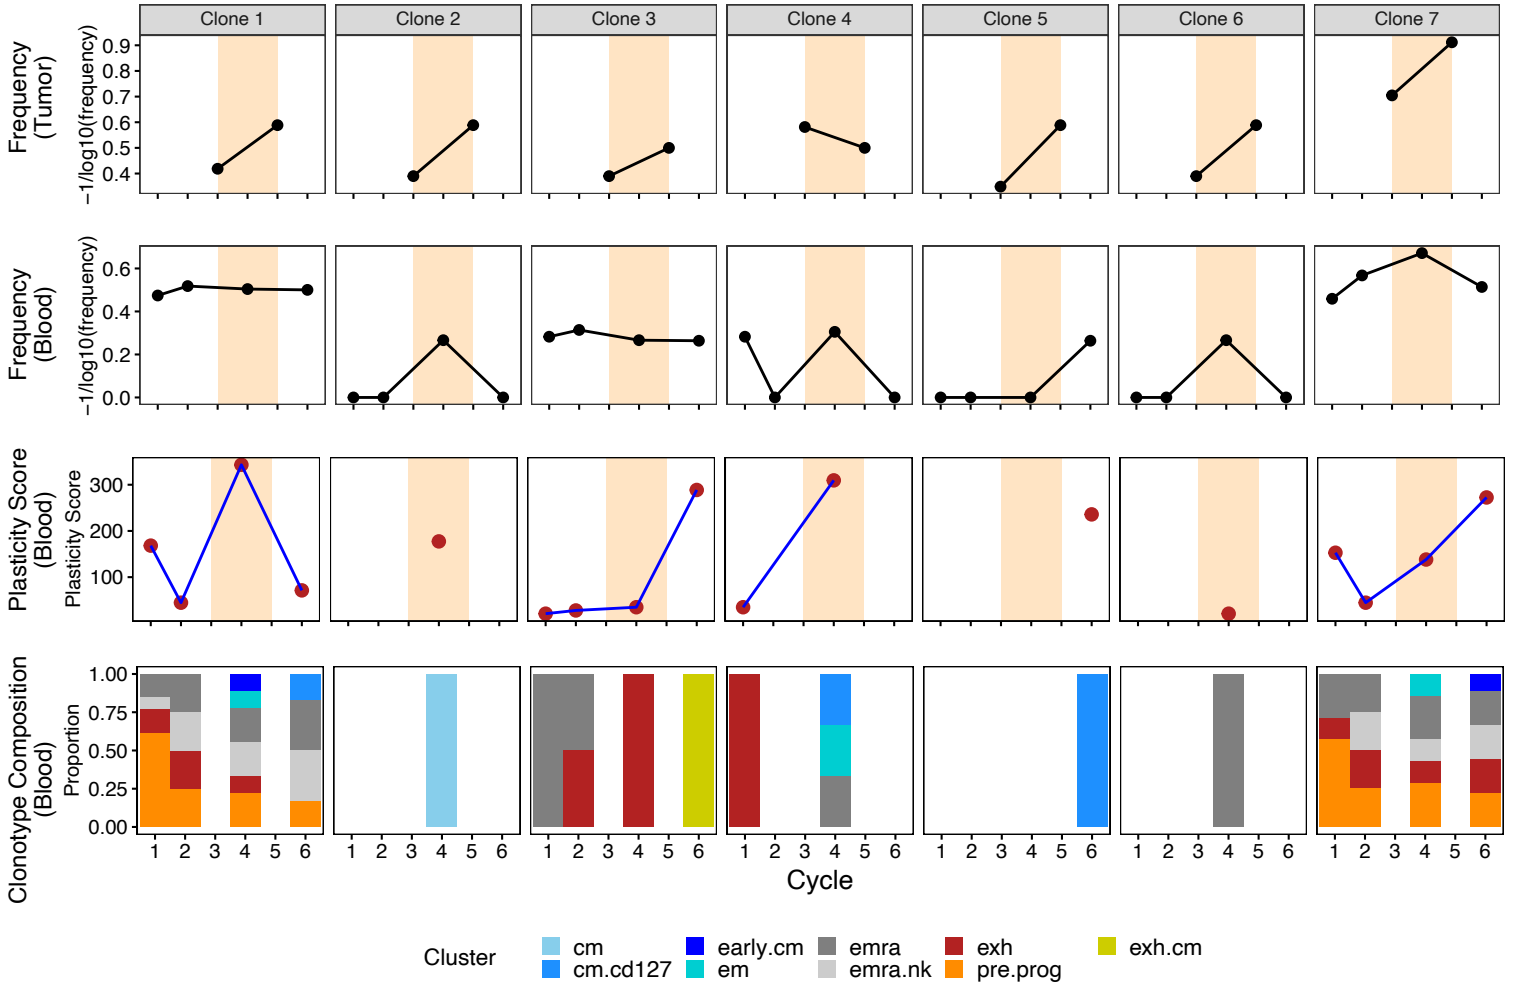 Clone 1 Clone 2 Clone 3 Clone 4 Clone 5 Clone 6 Clone 7
Frequency
(Tumor)
−1/log10(frequency)
0.9
0.8
0.7
0.6
0.5
0.4
Frequency
(Blood)
−1/log10(frequency)
0.6
0.4
0.2
0.0
Plasticity Score
(Blood)
Plasticity Score
300
200
100
Clonotype Composition
(Blood)
Proportion
1.00
0.75
0.50
0.25
0.00
1 2 3 4 5 6 1 2 3 4 5 6 1 2 3 4 5 6 1 2 3 4 5 6 1 2 3 4 5 6 1 2 3 4 5 6 1 2 3 4 5 6
Cycle
Cluster
cm early.cm emra exh exh.cm
cm.cd127 em emra.nk pre.prog